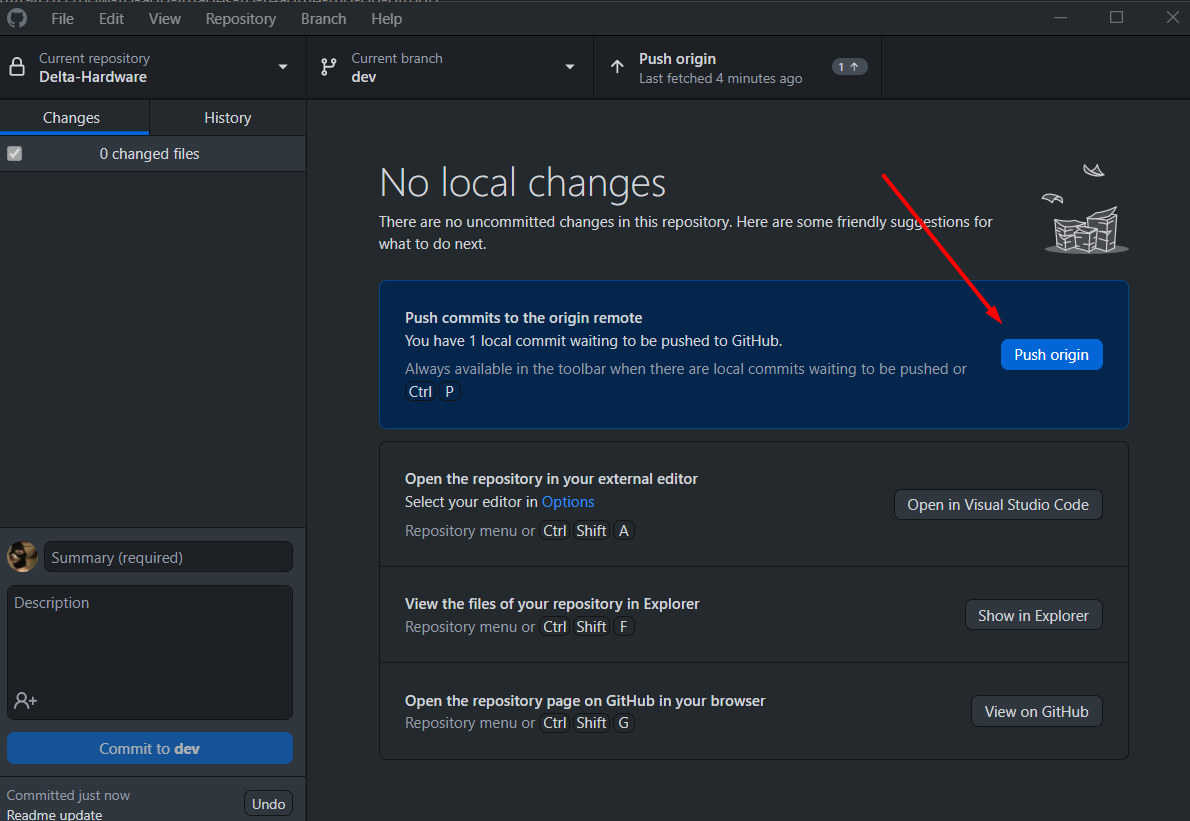 File Edit View Repository Branch Help
Current repository
Delta-Hardware
Current branch
dev
Push origin
Last fetched 4 minutes ago
1
Changes
History
0 changed files
No local changes
There are no uncommitted changes in this repository. Here are some friendly suggestions for
what to do next.
Push commits to the origin remote
You have 1 local commit waiting to be pushed to GitHub.
Always available in the toolbar when there are local commits waiting to be pushed or
Ctrl P
Push origin
Open the repository in your external editor
Select your editor in Options
Repository menu or Ctrl Shift A
Open in Visual Studio Code
View the files of your repository in Explorer
Repository menu or Ctrl Shift F
Show in Explorer
Open the repository page on GitHub in your browser
Repository menu or Ctrl Shift G
View on GitHub
Summary (required)
Description
Commit to dev
Committed just now
Readme update
Undo